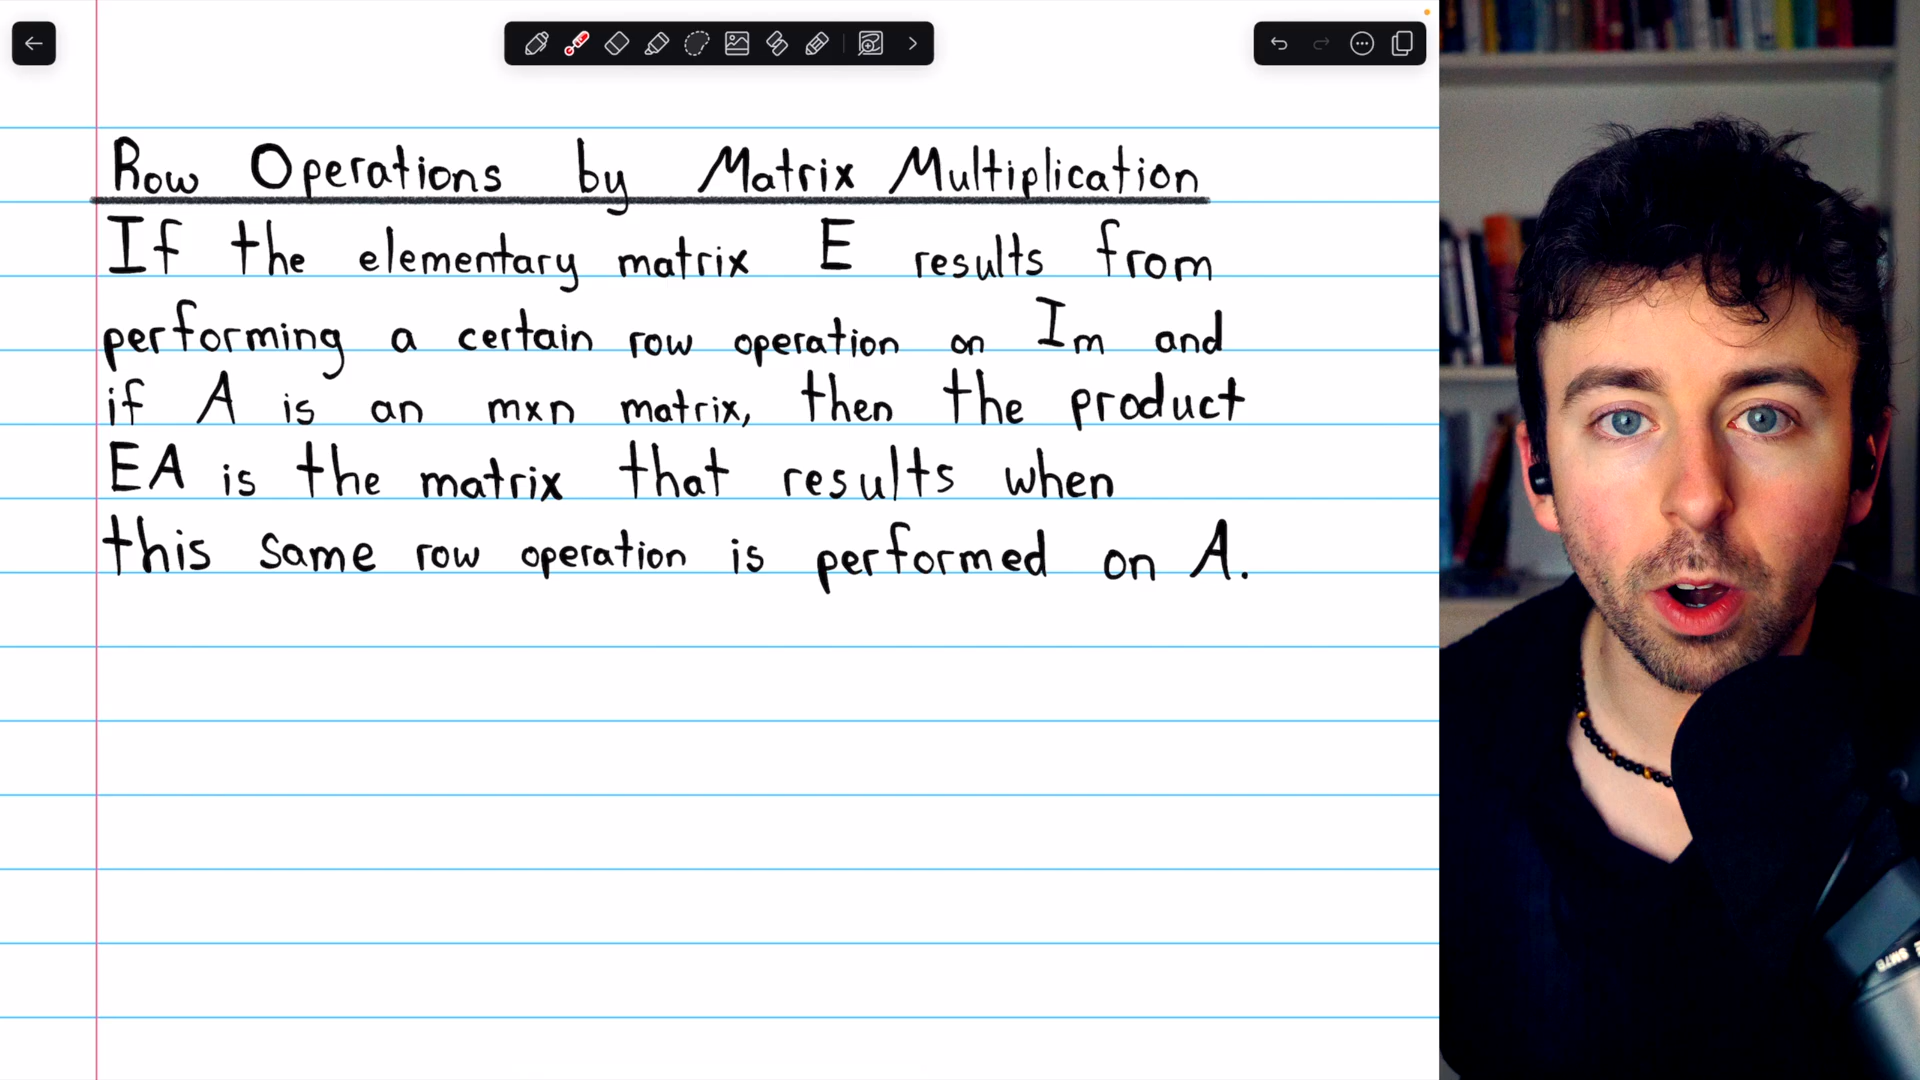 Row Operations by Matrix Multiplication
If the elementary matrix E results from
performing a certain row operation on Im and
if A is an mxn matrix, then the product
EA is the matrix that results when
this same row operation is performed on A.
SM7B